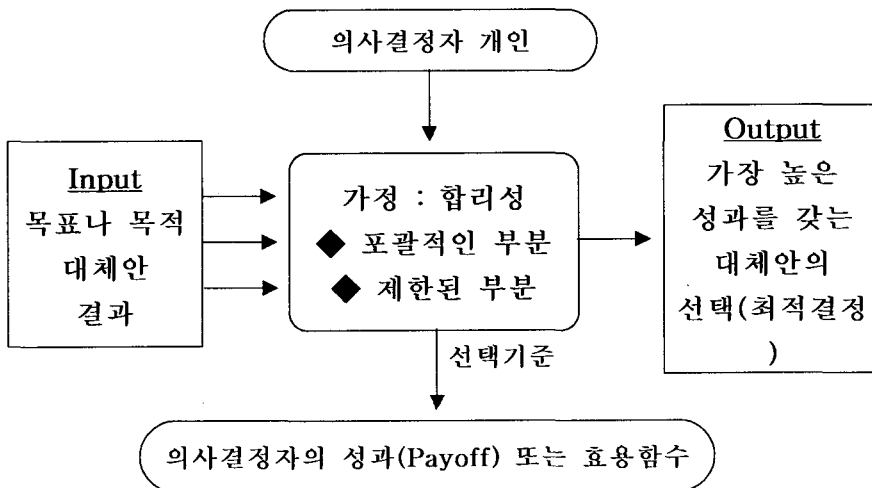 의사결정자 개인
Input
목표나 목적
대체안
결과
가정 : 합리성
◆ 포괄적인 부분
◆ 제한된 부분
Output
가장 높은
성과를 갖는
대체안의
선택(최적결정
)
선택기준
의사결정자의 성과(Payoff) 또는 효용함수